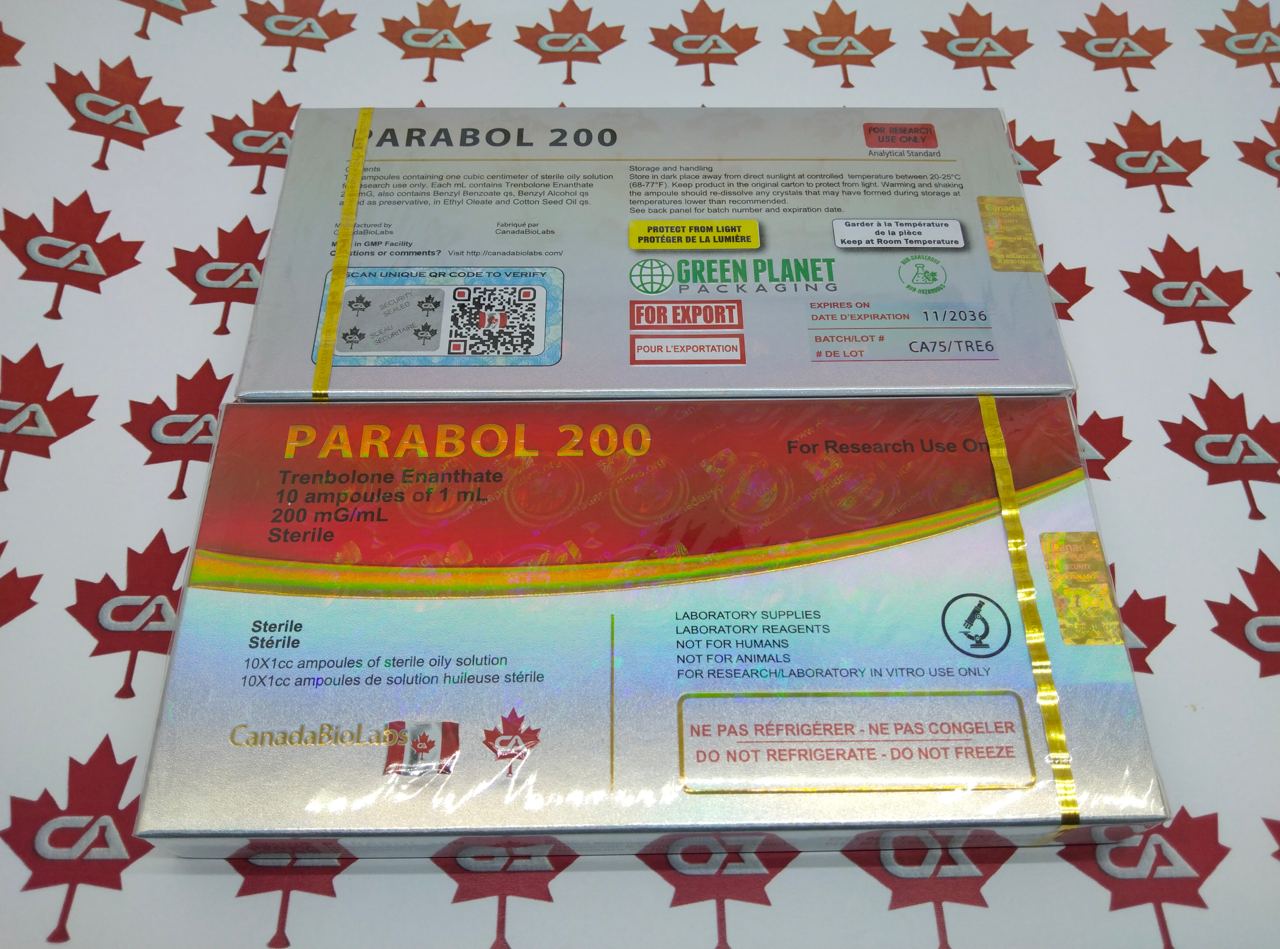 PARABOL 200
FOR RESEARCH
USE ONLY
Analytical Standard
ampoules containing one cubic centimeter of sterile oily solution
research use only. Each mL contains Trenbolone Enanthate
also contains Benzyl Benzoate qs, Benzyl Alcohol qs
as preservative, in Ethyl Oleate and Cotton Seed Oil qs.
Storage and handling
Store in dark place away from direct sunlight at controlled temperature between 20-25°C
(68-77°F). Keep product in the original carton to protect from light. Warming and shaking
the ampoule should re-dissolve any crystals that may have formed during storage at
temperatures lower than recommended.
See back panel for batch number and expiration date.
by
CanadaBioLabs
Fabriqué par
CanadaBioLabs
in GMP Facility
or comments? Visit http://canadabiolabs.com/
SCAN UNIQUE QR CODE TO VERIFY
SECURITY
SEALED
SCEAU
SÉCURITAIRE
PROTECT FROM LIGHT
PROTÉGER DE LA LUMIÈRE
Garder à la Température
de la pièce
Keep at Room Temperature
GREEN PLANET
PACKAGING
FOR EXPORT
POUR L'EXPORTATION
EXPIRES ON
DATE D'EXPIRATION 11/2036
BATCH/LOT #
# DE LOT CA75/TRE6
PARABOL 200
For Research Use On
Trenbolone Enanthate
10 ampoules of 1 mL
200 mG/mL
Sterile
Sterile
Stérile
10X1cc ampoules of sterile oily solution
10X1cc ampoules de solution huileuse stérile
CanadaBioLabs
CA
LABORATORY SUPPLIES
LABORATORY REAGENTS
NOT FOR HUMANS
NOT FOR ANIMALS
FOR RESEARCH/LABORATORY IN VITRO USE ONLY
NE PAS RÉFRIGÉRER - NE PAS CONGELER
DO NOT REFRIGERATE - DO NOT FREEZE